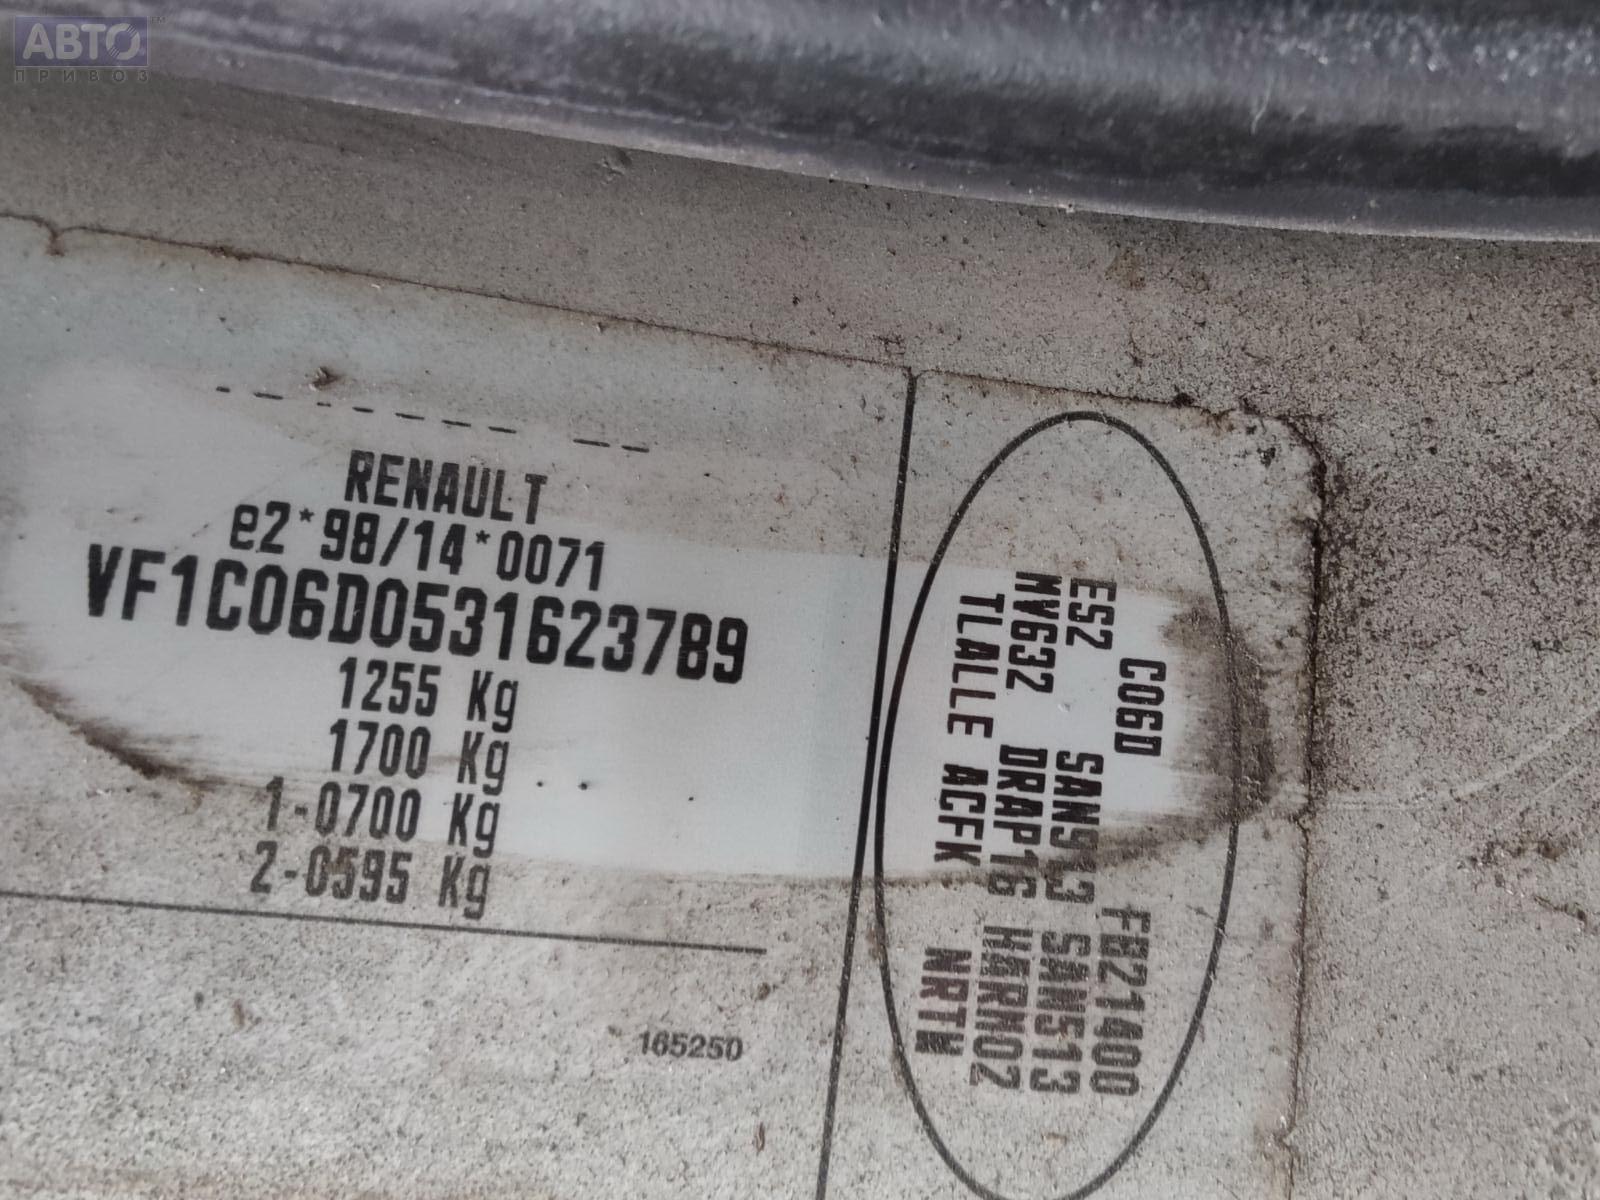 АВТО™
ПРИВОЗ
RENAULT
e2*98/14*0071
VF1C06D0531623789
1255 Kg
1700 Kg
1-0700 Kg
2-0595 Kg
165250
C06D FB21400
ES2 SAN913 SAN513
MV632 DRAP16 HARM02
TLALLE ACFK NRTN